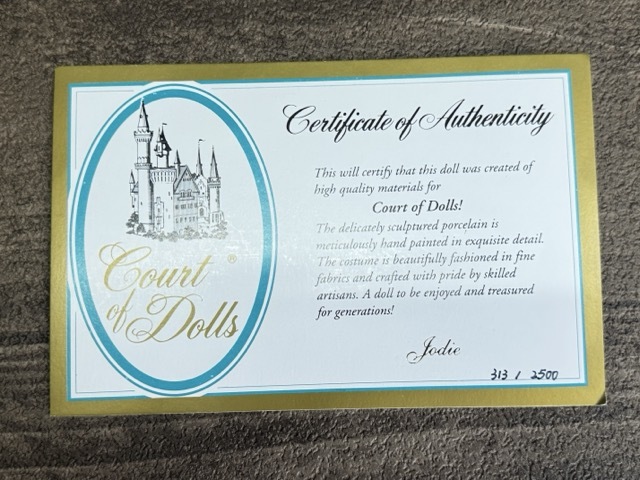 Court ®
of Dolls
Certificate of Authenticity
This will certify that this doll was created of
high quality materials for
Court of Dolls!
The delicately sculptured porcelain is
meticulously hand painted in exquisite detail.
The costume is beautifully fashioned in fine
fabrics and crafted with pride by skilled
artisans. A doll to be enjoyed and treasured
for generations!
Jodie
313 / 2500